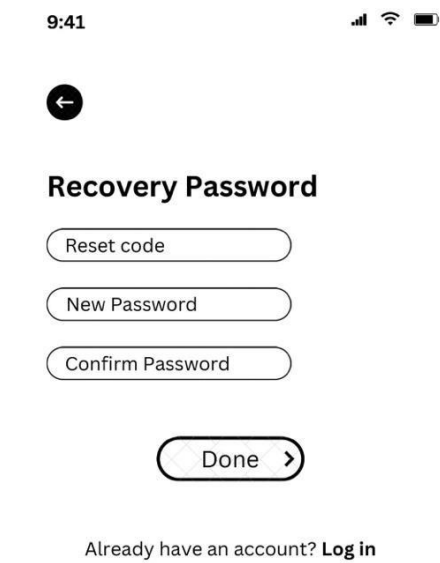 9:41
Recovery Password
Reset code
New Password
Confirm Password
Done
Already have an account? Log in